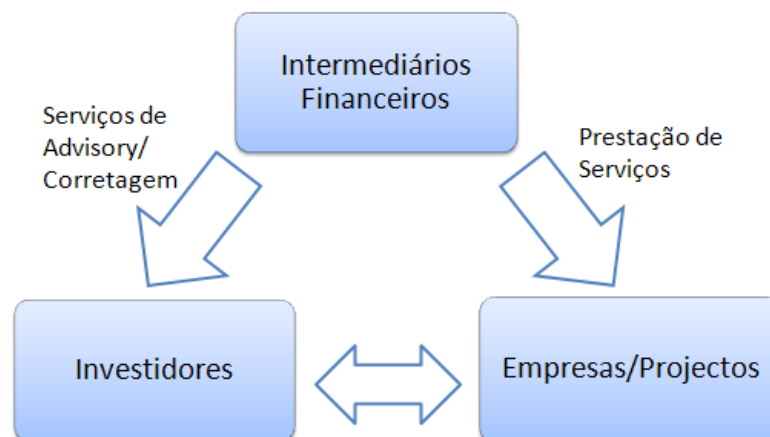 Intermediários
Financeiros
Serviços de
Advisory/
Corretagem
Prestação de
Serviços
Investidores
Empresas/Projectos